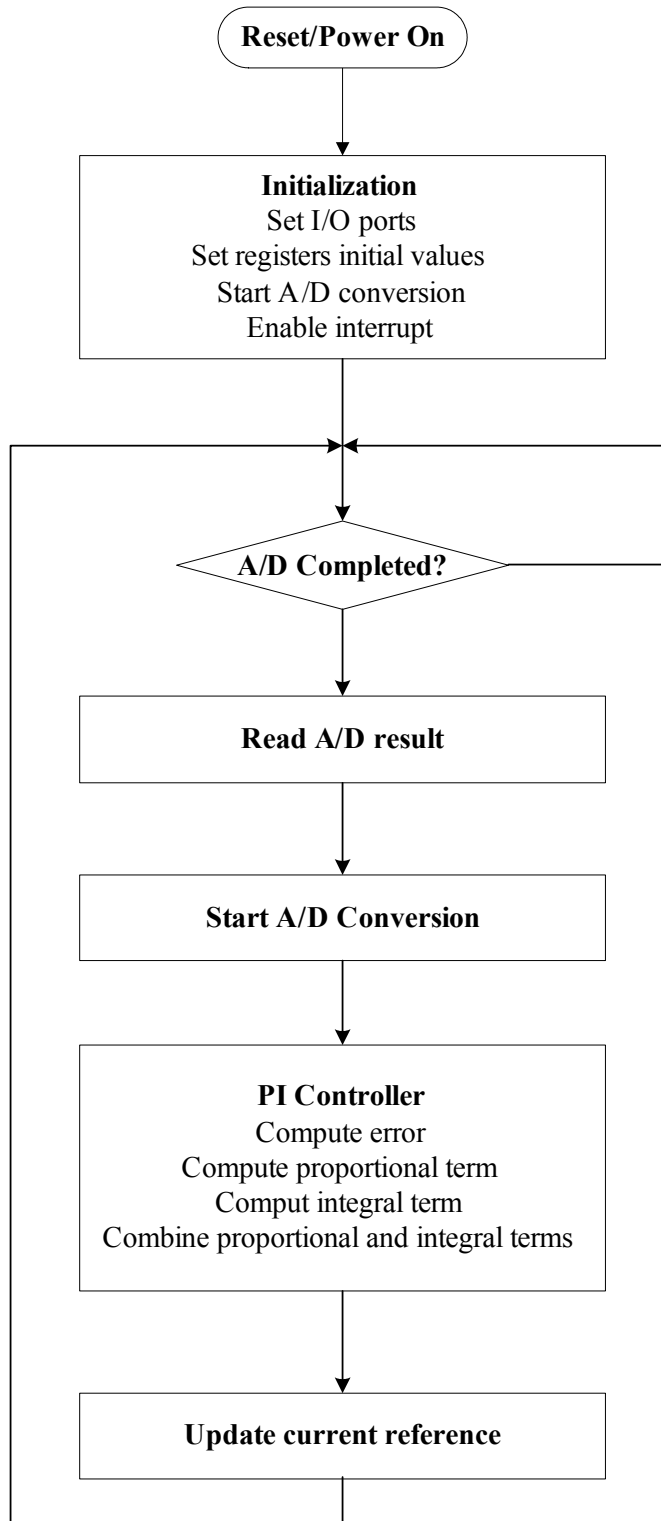 Reset/Power On
Initialization
Set I/O ports
Set registers initial values
Start A/D conversion
Enable interrupt
A/D Completed?
Read A/D result
Start A/D Conversion
PI Controller
Compute error
Compute proportional term
Comput integral term
Combine proportional and integral terms
Update current reference